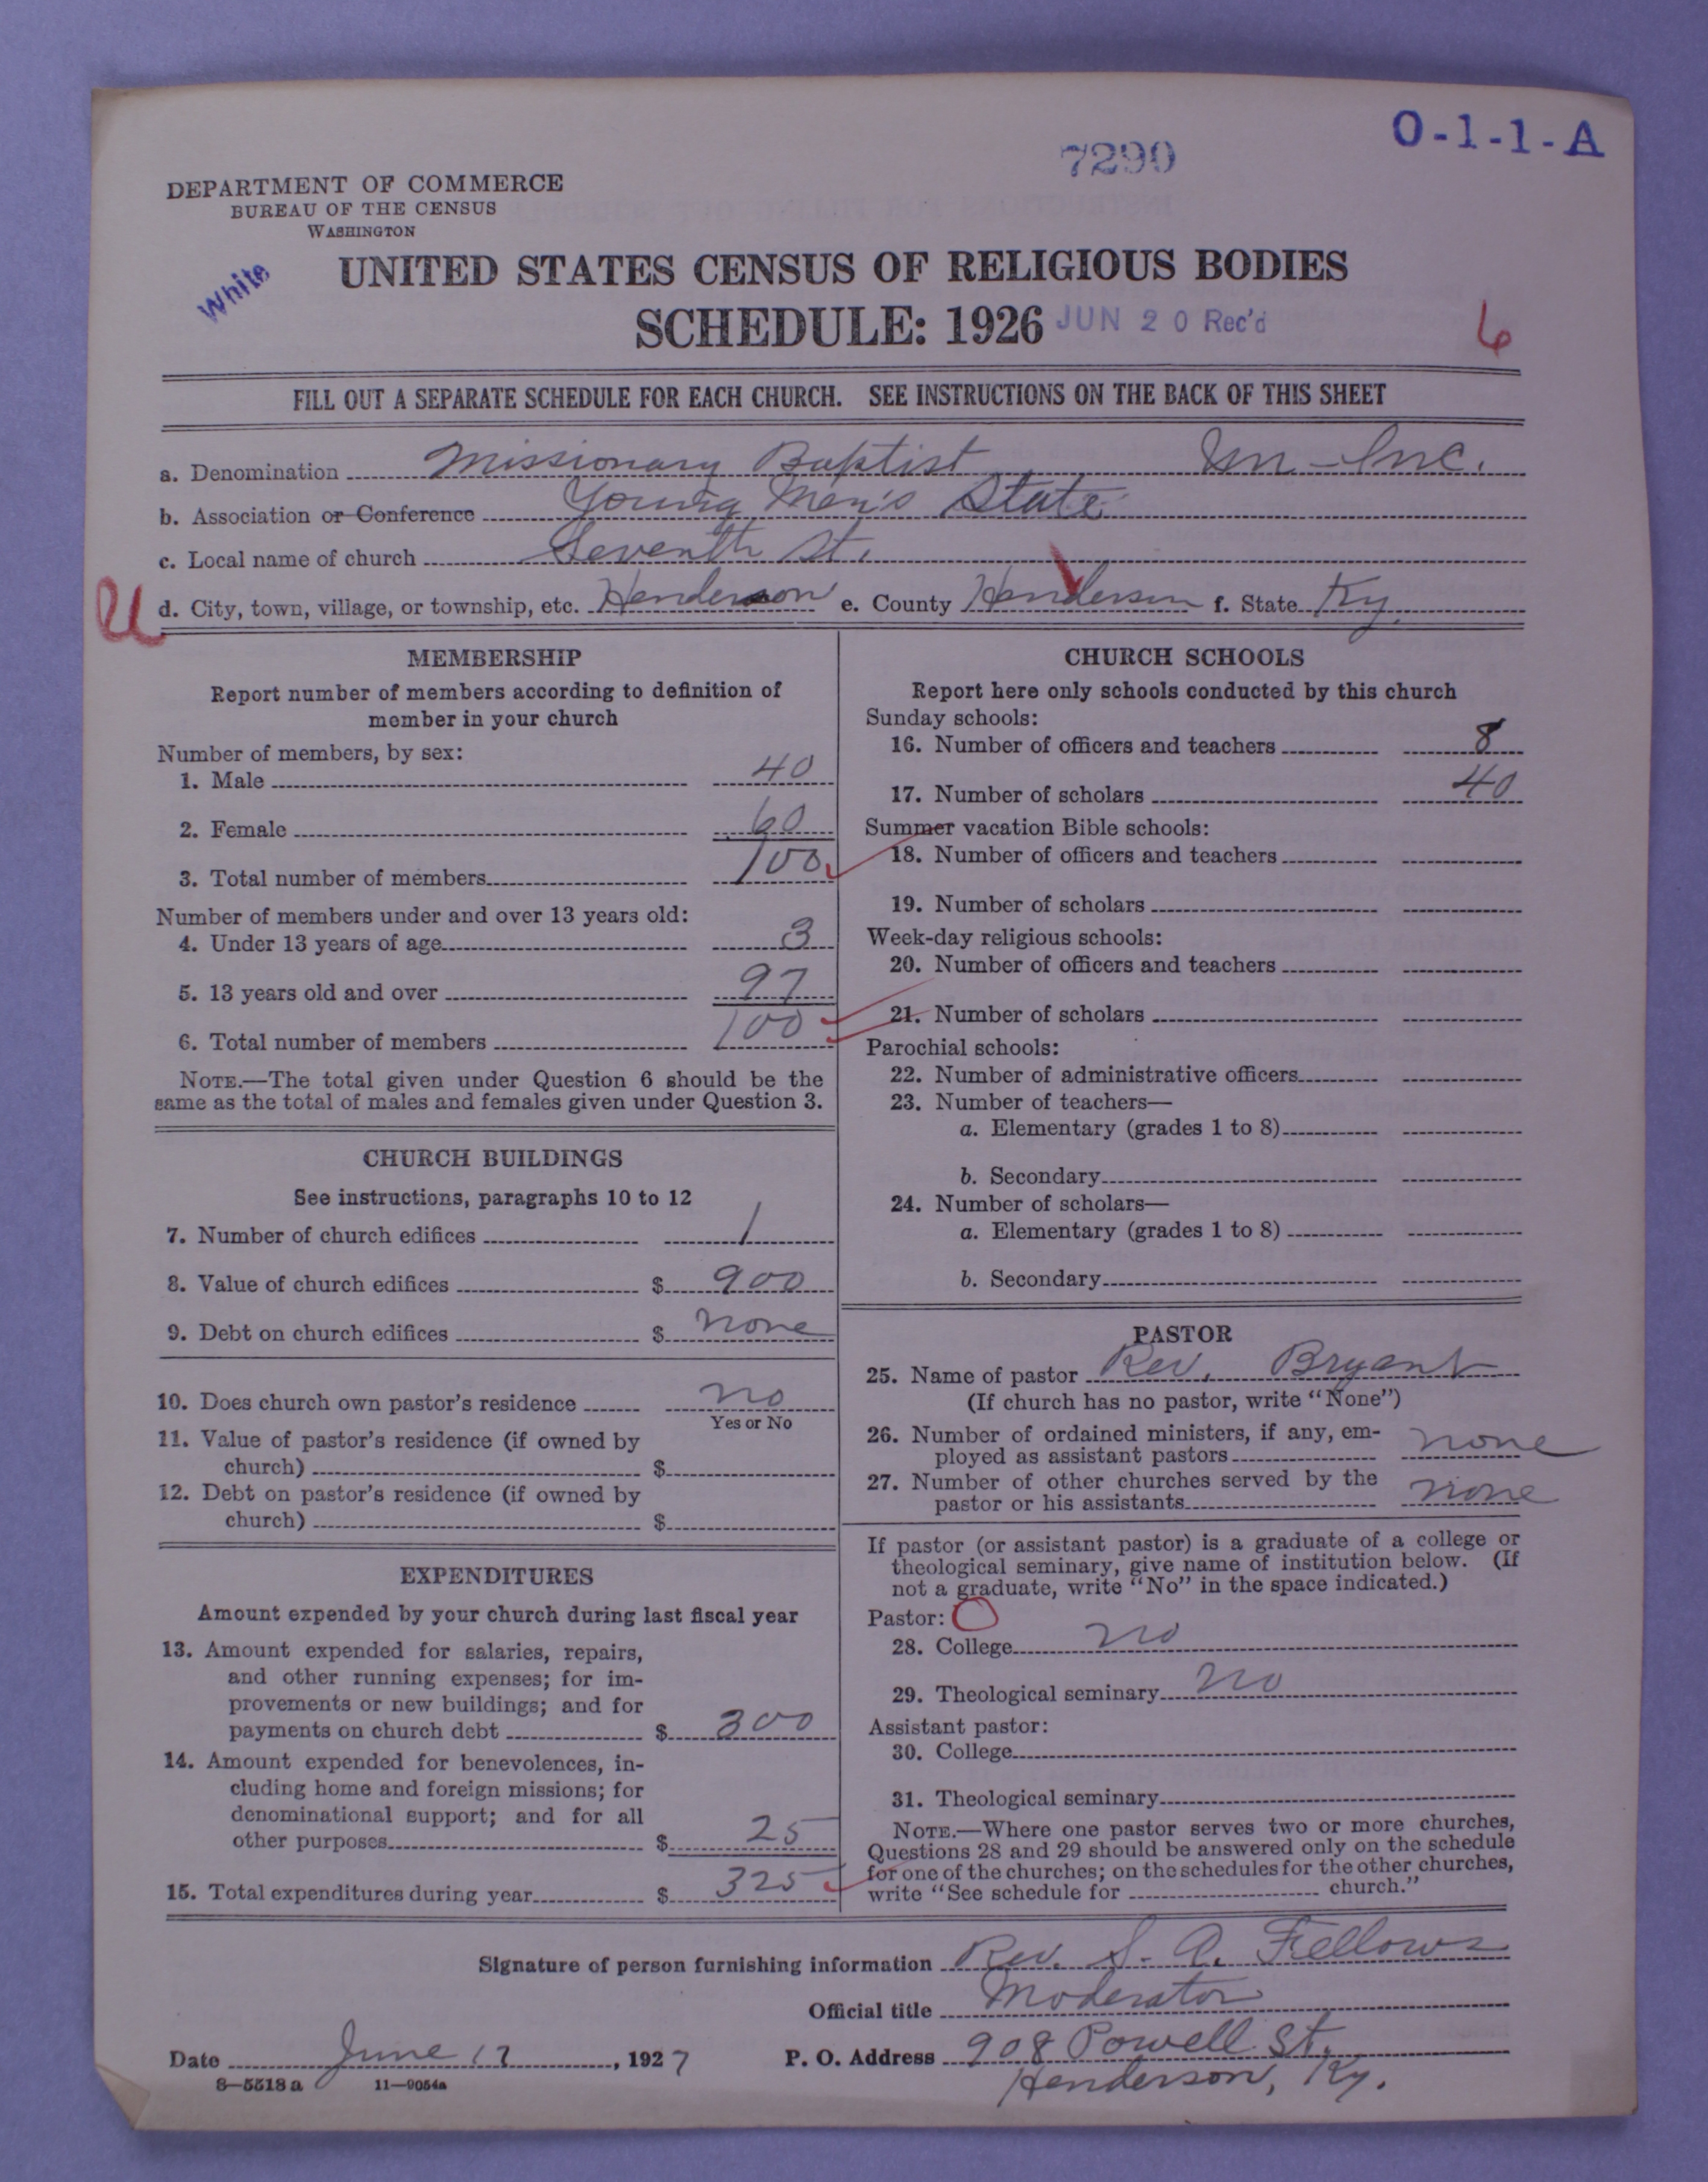 O-1-1-A
7290
DEPARTMENT OF COMMERCE
BUREAU OF THE CENSUS
WASHINGTON
White
UNITED STATES CENSUS OF RELIGIOUS BODIES
SCHEDULE: 1926
JUN 20 Rec'd
6
FILL OUT A SEPARATE SCHEDULE FOR EACH CHURCH. SEE INSTRUCTIONS ON THE BACK OF THIS SHEET
a. Denomination Missionary Baptist Un-Inc.
b. Association or Conference Young Men's State
c. Local name of church Seventh St.
U
d. City, town, village, or township, etc. Henderson e. County Henderson f. State Ky.
MEMBERSHIP
Report number of members according to definition of
member in your church
Number of members, by sex:
1. Male 40
2. Female 60
3. Total number of members 100
Number of members under and over 13 years old:
4. Under 13 years of age 3
5. 13 years old and over 97
6. Total number of members 100
NOTE.—The total given under Question 6 should be the
same as the total of males and females given under Question 3.
CHURCH BUILDINGS
See instructions, paragraphs 10 to 12
7. Number of church edifices 1
8. Value of church edifices $ 900
9. Debt on church edifices $ none
10. Does church own pastor's residence no
Yes or No
11. Value of pastor's residence (if owned by
church) $
12. Debt on pastor's residence (if owned by
church) $
EXPENDITURES
Amount expended by your church during last fiscal year
13. Amount expended for salaries, repairs,
and other running expenses; for im-
provements or new buildings; and for
payments on church debt $ 300
14. Amount expended for benevolences, in-
cluding home and foreign missions; for
denominational support; and for all
other purposes $ 25
15. Total expenditures during year $ 325
CHURCH SCHOOLS
Report here only schools conducted by this church
Sunday schools:
16. Number of officers and teachers 8
17. Number of scholars 40
Summer vacation Bible schools:
18. Number of officers and teachers
19. Number of scholars
Week-day religious schools:
20. Number of officers and teachers
21. Number of scholars
Parochial schools:
22. Number of administrative officers
23. Number of teachers—
a. Elementary (grades 1 to 8)
b. Secondary
24. Number of scholars—
a. Elementary (grades 1 to 8)
b. Secondary
PASTOR
25. Name of pastor Rev. Bryant
(If church has no pastor, write "None")
26. Number of ordained ministers, if any, em-
ployed as assistant pastors none
27. Number of other churches served by the
pastor or his assistants none
If pastor (or assistant pastor) is a graduate of a college or
theological seminary, give name of institution below. (If
not a graduate, write "No" in the space indicated.)
Pastor:
28. College no
29. Theological seminary no
Assistant pastor:
30. College
31. Theological seminary
NOTE.—Where one pastor serves two or more churches,
Questions 28 and 29 should be answered only on the schedule
for one of the churches; on the schedules for the other churches,
write "See schedule for church."
Signature of person furnishing information Rev. S. A. Fellows
Official title Moderator
Date June 17, 1927 P. O. Address 908 Powell St.
8—5518 a 11—9054a Henderson, Ky.